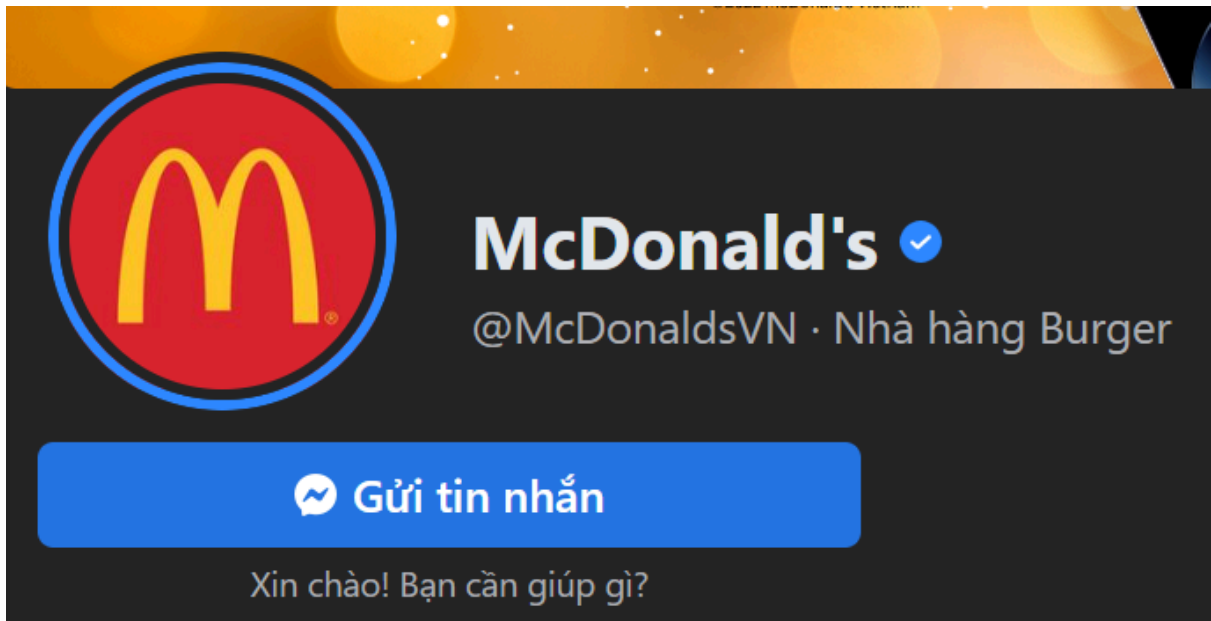 McDonald's
@McDonaldsVN · Nhà hàng Burger
Gửi tin nhắn
Xin chào! Bạn cần giúp gì?